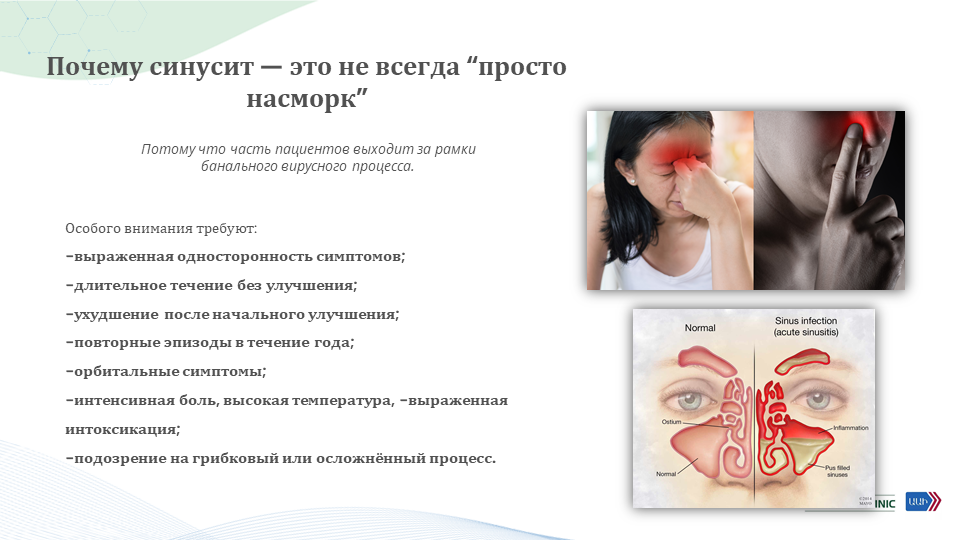 Почему синусит — это не всегда “просто
насморк”
Потому что часть пациентов выходит за рамки
банального вирусного процесса.
Особого внимания требуют:
–выраженная односторонность симптомов;
–длительное течение без улучшения;
–ухудшение после начального улучшения;
–повторные эпизоды в течение года;
–орбитальные симптомы;
–интенсивная боль, высокая температура, –выраженная
интоксикация;
–подозрение на грибковый или осложнённый процесс.
Normal
Sinus infection
(acute sinusitis)
Ostium
Inflammation
Normal
Pus filled
sinuses
INIC